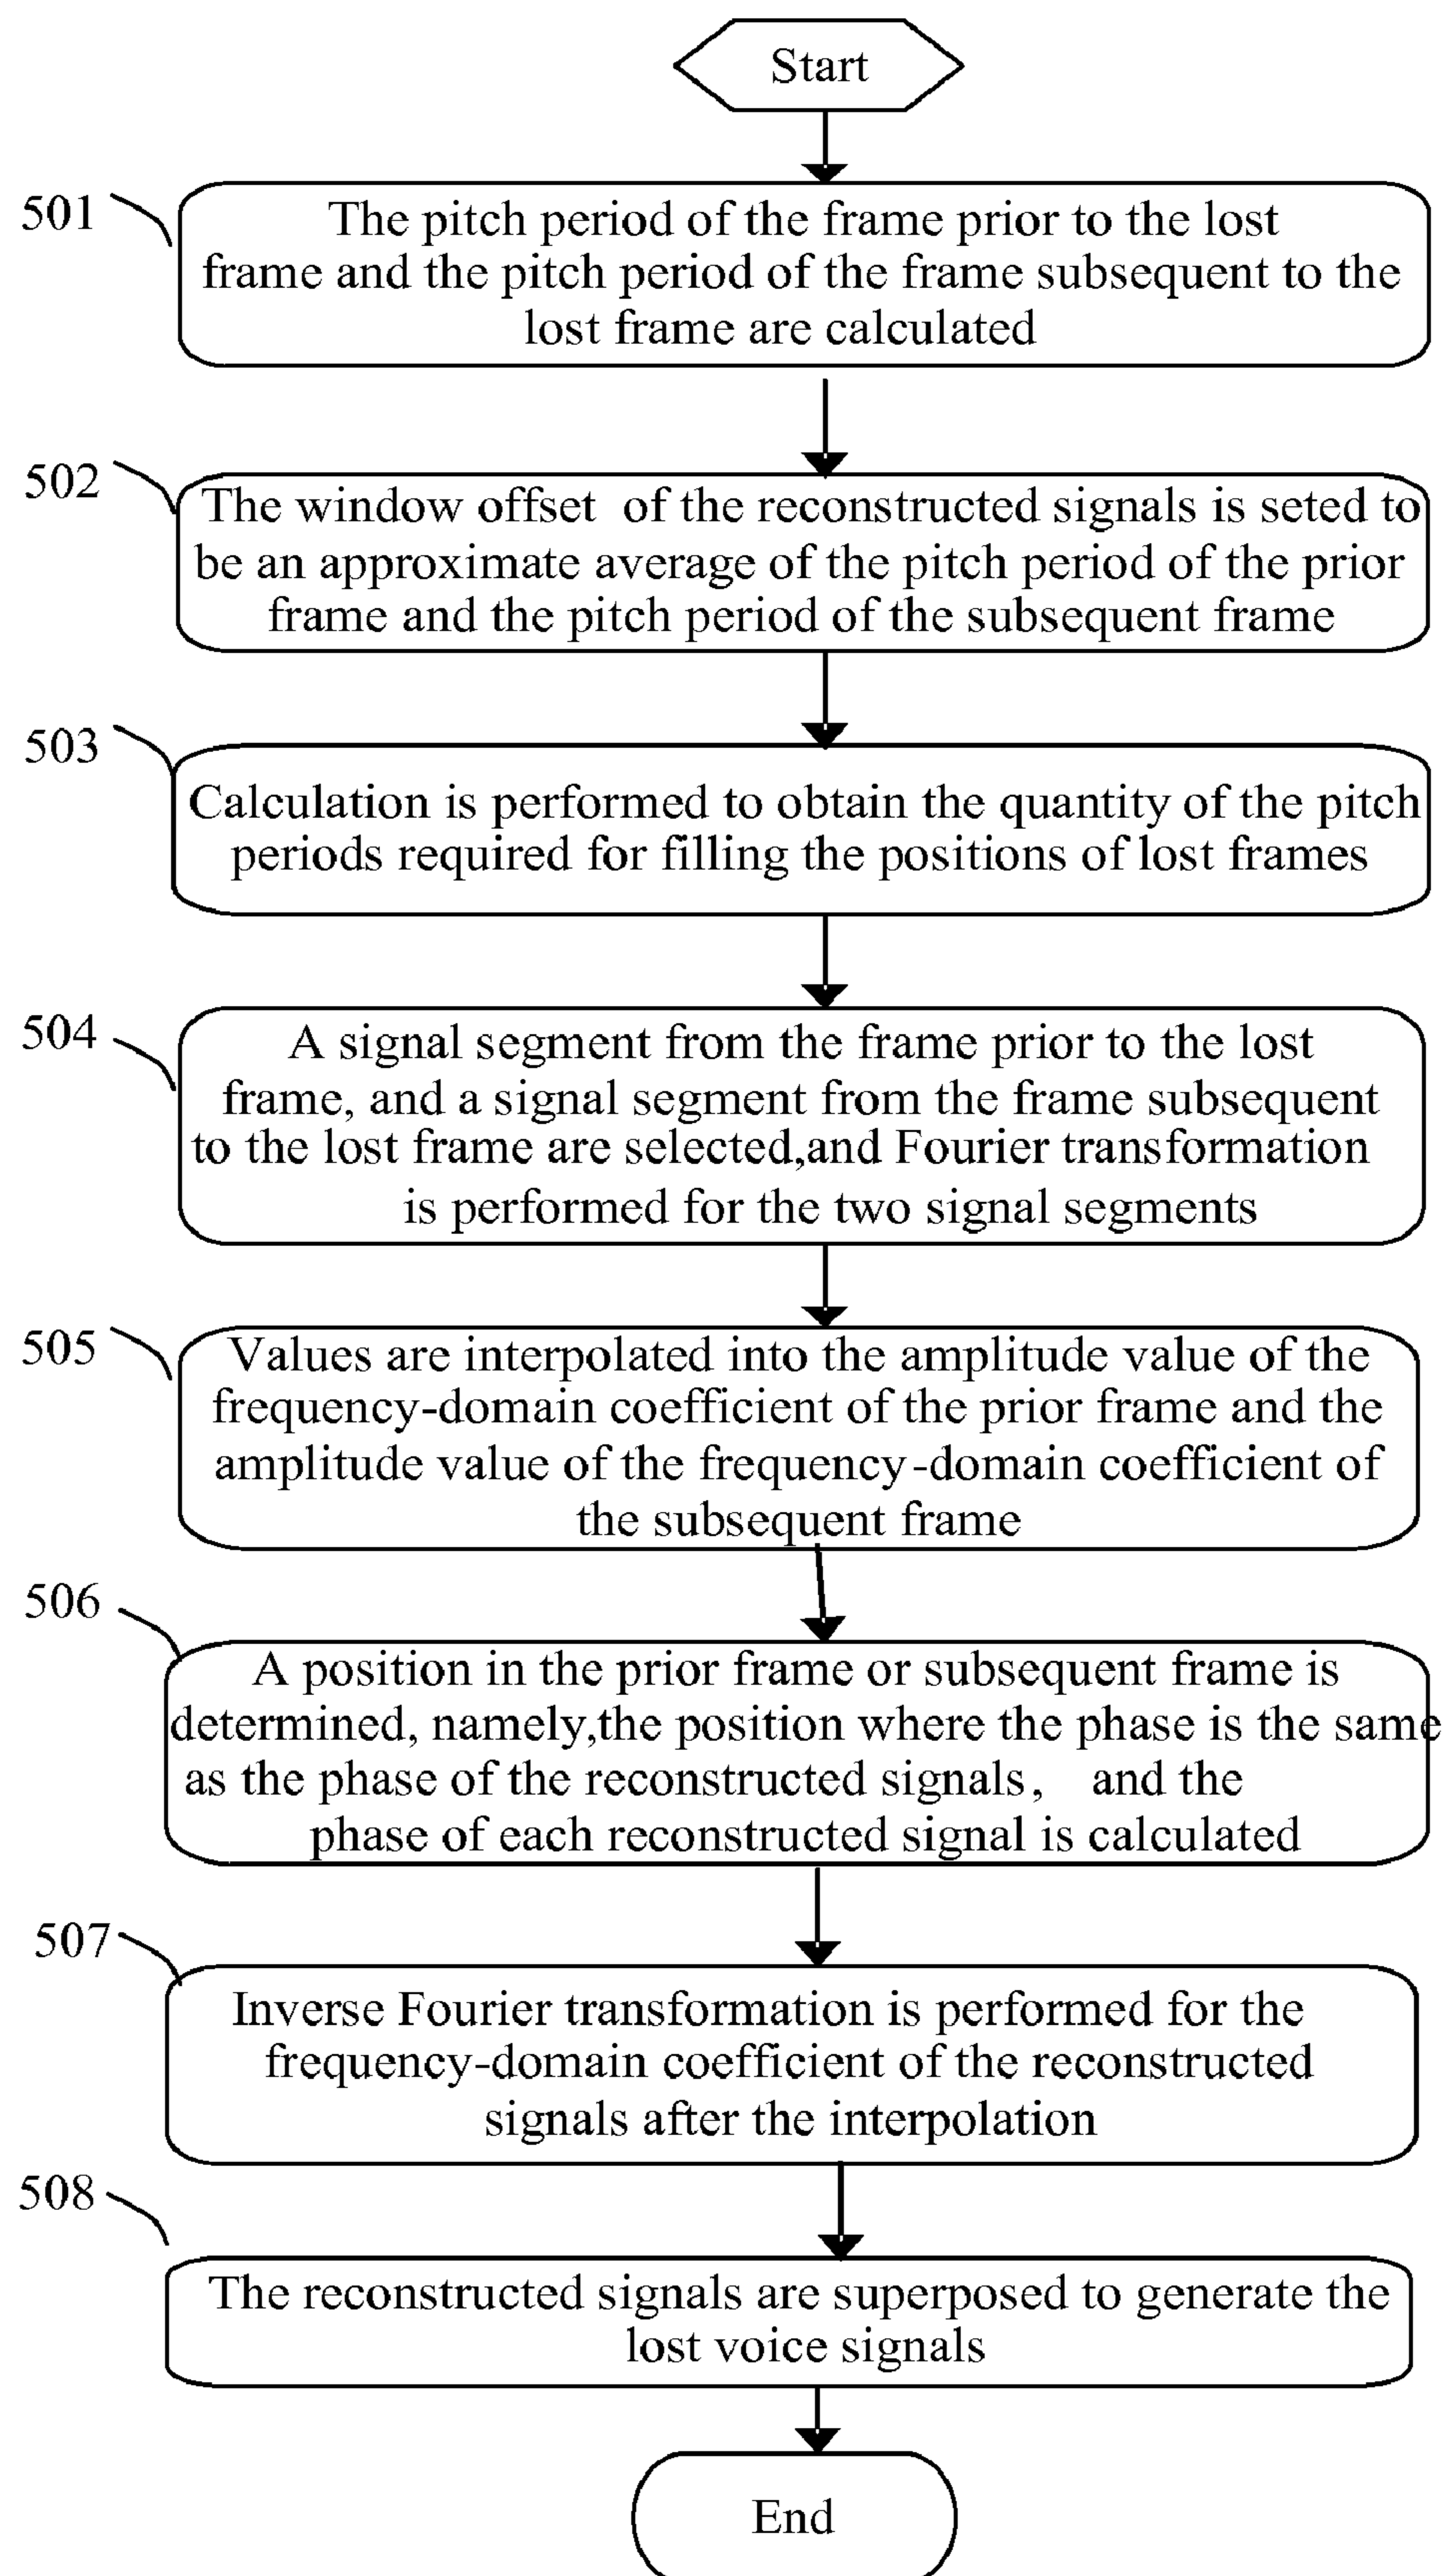 Start
501
The pitch period of the frame prior to the lost
frame and the pitch period of the frame subsequent to the
lost frame are calculated
502
The window offset of the reconstructed signals is seted to
be an approximate average of the pitch period of the prior
frame and the pitch period of the subsequent frame
503
Calculation is performed to obtain the quantity of the pitch
periods required for filling the positions of lost frames
504
A signal segment from the frame prior to the lost
frame, and a signal segment from the frame subsequent
to the lost frame are selected,and Fourier transformation
is performed for the two signal segments
505
Values are interpolated into the amplitude value of the
frequency-domain coefficient of the prior frame and the
amplitude value of the frequency-domain coefficient of
the subsequent frame
506
A position in the prior frame or subsequent frame is
determined, namely,the position where the phase is the same
as the phase of the reconstructed signals, and the
phase of each reconstructed signal is calculated
507
Inverse Fourier transformation is performed for the
frequency-domain coefficient of the reconstructed
signals after the interpolation
508
The reconstructed signals are superposed to generate the
lost voice signals
End